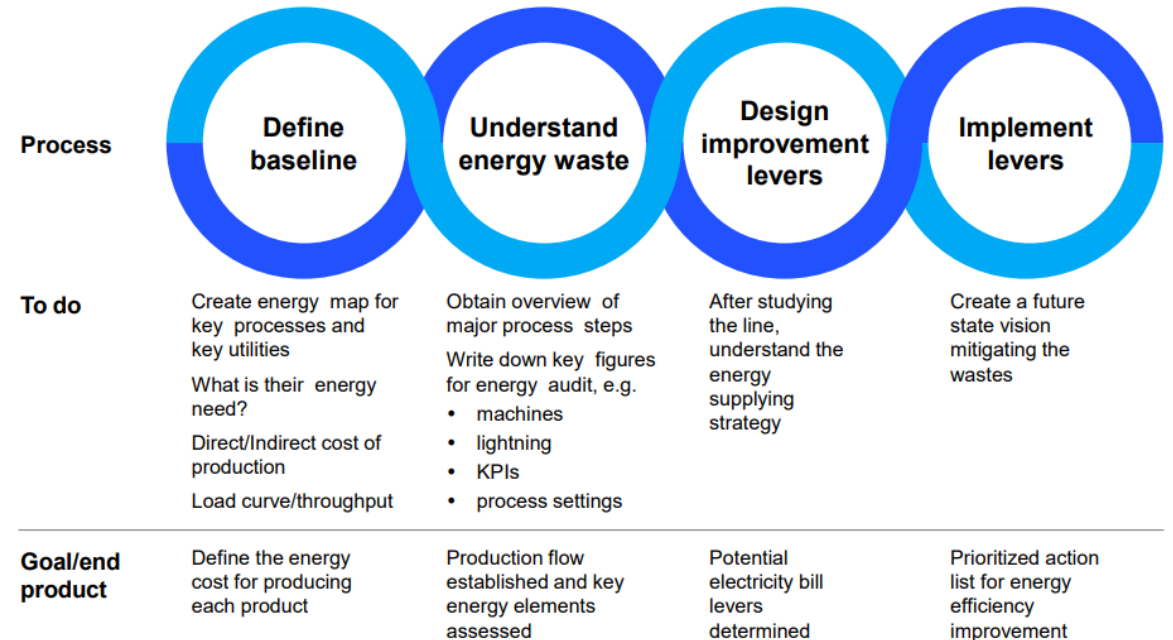 Process
Define
baseline
Understand
energy waste
Design
improvement
levers
Implement
levers
To do
Create energy map for
key processes and
key utilities
What is their energy
need?
Direct/Indirect cost of
production
Load curve/throughput
Obtain overview of
major process steps
Write down key figures
for energy audit, e.g.
• machines
• lightning
• KPIs
• process settings
After studying
the line,
understand the
energy
supplying
strategy
Create a future
state vision
mitigating the
wastes
Goal/end
product
Define the energy
cost for producing
each product
Production flow
established and key
energy elements
assessed
Potential
electricity bill
levers
determined
Prioritized action
list for energy
efficiency
improvement